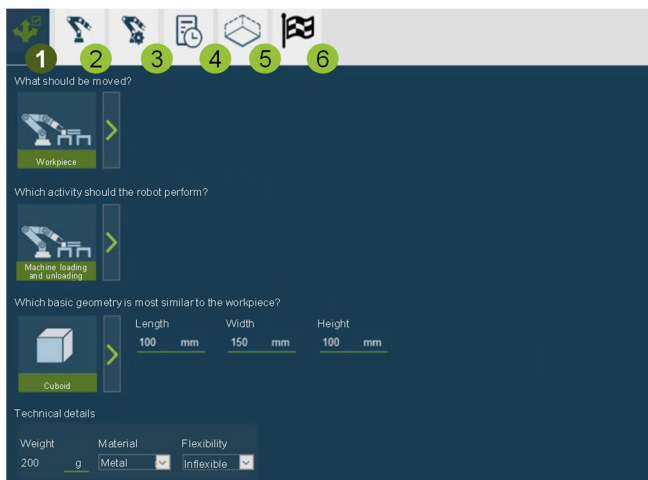 1 2 3 4 5 6
What should be moved?
Workpiece
Which activity should the robot perform?
Machine loading
and unloading
Which basic geometry is most similar to the workpiece?
Length Width Height
100 mm 150 mm 100 mm
Cuboid
Technical details
Weight Material Flexibility
200 g Metal Inflexible